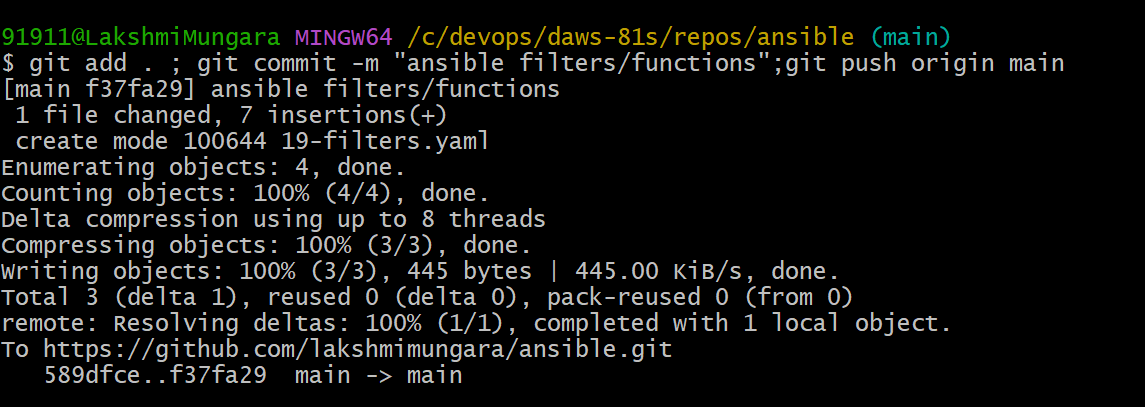 91911@LakshmiMungara MINGW64 /c/devops/daws-81s/repos/ansible (main)
$ git add . ; git commit -m "ansible filters/functions";git push origin main
[main f37fa29] ansible filters/functions
 1 file changed, 7 insertions(+)
 create mode 100644 19-filters.yaml
Enumerating objects: 4, done.
Counting objects: 100% (4/4), done.
Delta compression using up to 8 threads
Compressing objects: 100% (3/3), done.
Writing objects: 100% (3/3), 445 bytes | 445.00 KiB/s, done.
Total 3 (delta 1), reused 0 (delta 0), pack-reused 0 (from 0)
remote: Resolving deltas: 100% (1/1), completed with 1 local object.
To https://github.com/lakshmimungara/ansible.git
   589dfce..f37fa29  main -> main